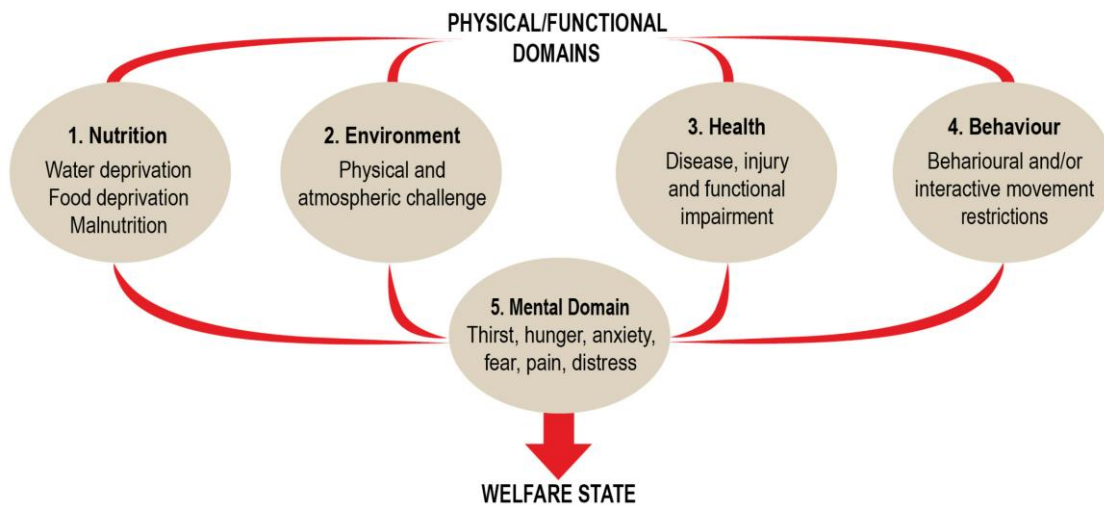 PHYSICAL/FUNCTIONAL
DOMAINS
1. Nutrition
Water deprivation
Food deprivation
Malnutrition
2. Environment
Physical and
atmospheric challenge
3. Health
Disease, injury
and functional
impairment
4. Behaviour
Beharioural and/or
interactive movement
restrictions
5. Mental Domain
Thirst, hunger, anxiety,
fear, pain, distress
WELFARE STATE